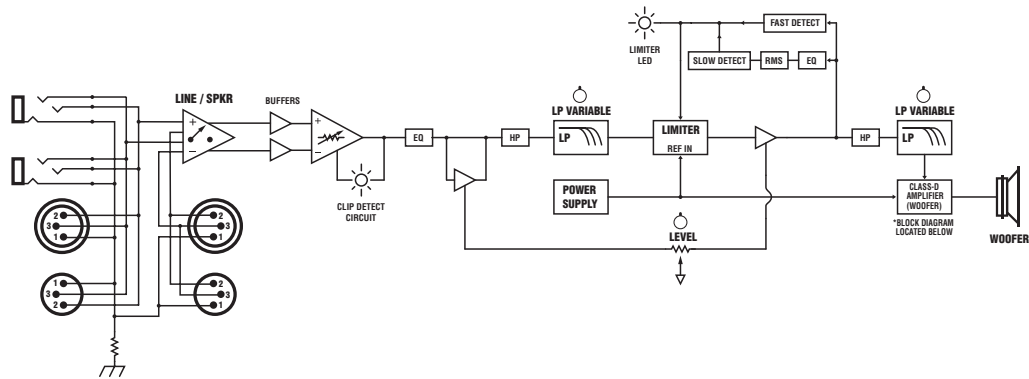 LIMITER
LED
FAST DETECT
SLOW DETECT
RMS
EQ
LINE / SPKR
BUFFERS
+
−
+
−
CLIP DETECT
CIRCUIT
EQ
HP
LP VARIABLE
LP
LIMITER
REF IN
HP
LP VARIABLE
LP
POWER
SUPPLY
LEVEL
CLASS-D
AMPLIFIER
(WOOFER)
*BLOCK DIAGRAM
LOCATED BELOW
WOOFER
2
3
1
2
3
1
1
3
2
2
3
1